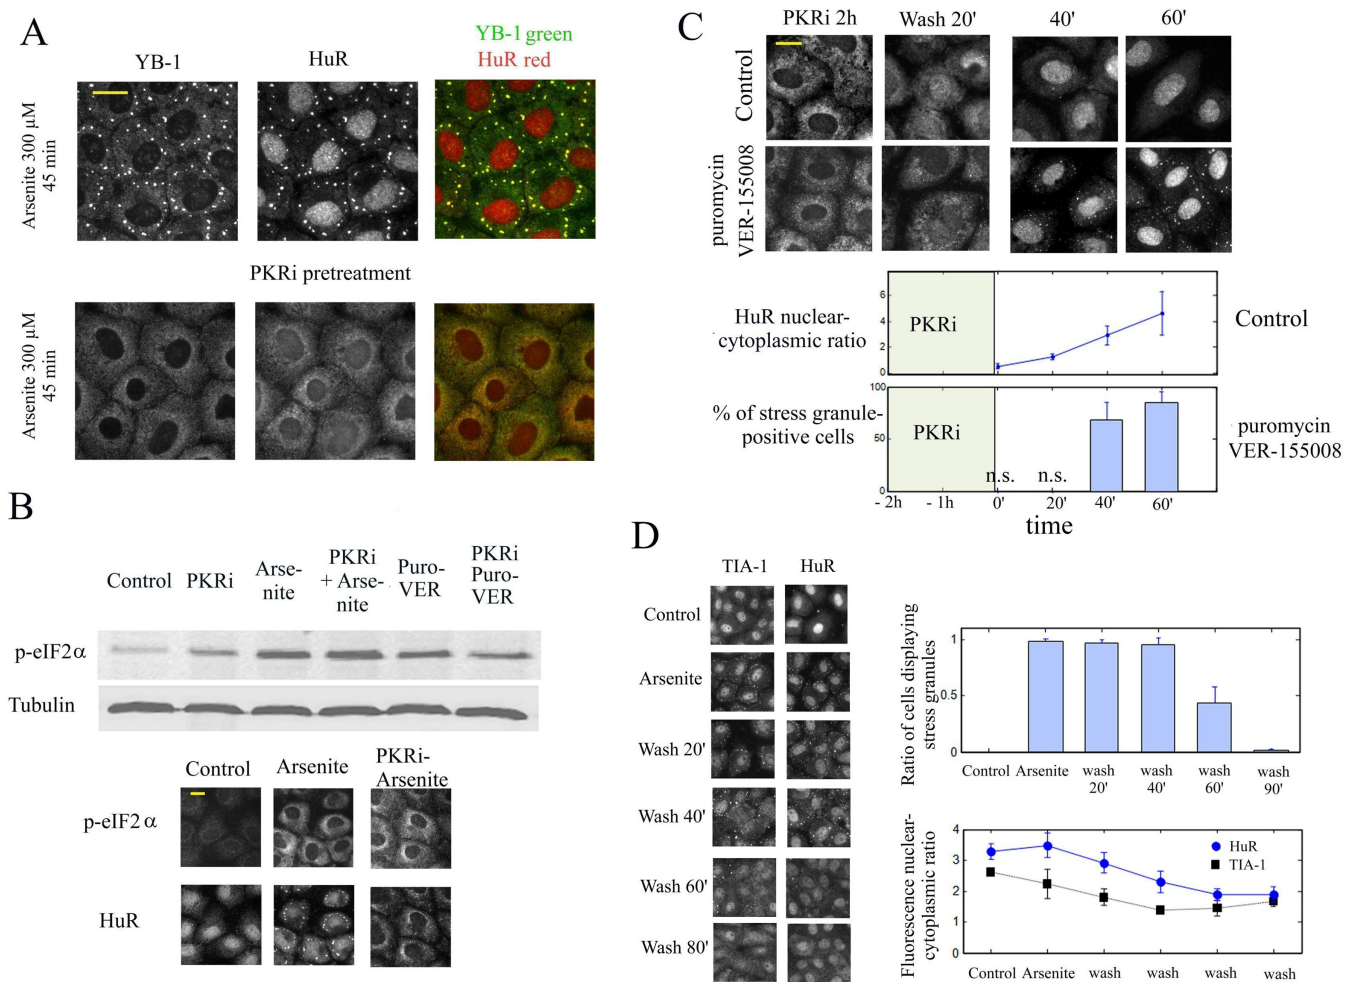 A
YB-1 green
HuR red
YB-1
HuR
Arsenite 300 µM
45 min
PKRi pretreatment
Arsenite 300 µM
45 min
B
Control
PKRi
Arse-
nite
PKRi
+ Arse-
nite
Puro-
VER
PKRi
Puro-
VER
p-eIF2α
Tubulin
Control
Arsenite
PKRi-
Arsenite
p-eIF2α
HuR
C
PKRi 2h
Wash 20'
40'
60'
Control
puromycin
VER-155008
HuR nuclear-
cytoplasmic ratio
6
4
2
0
PKRi
Control
% of stress granule-
positive cells
100
50
0
PKRi
n.s.
n.s.
puromycin
VER-155008
- 2h
- 1h
0'
20'
40'
60'
time
D
TIA-1
HuR
Control
Arsenite
Wash 20'
Wash 40'
Wash 60'
Wash 80'
Ratio of cells displaying
stress granules
1
0.5
0
Control
Arsenite
wash
20'
wash
40'
wash
60'
wash
90'
Fluorescence nuclear-
cytoplasmic ratio
4
3
2
1
0
HuR
TIA-1
Control
Arsenite
wash
wash
wash
wash